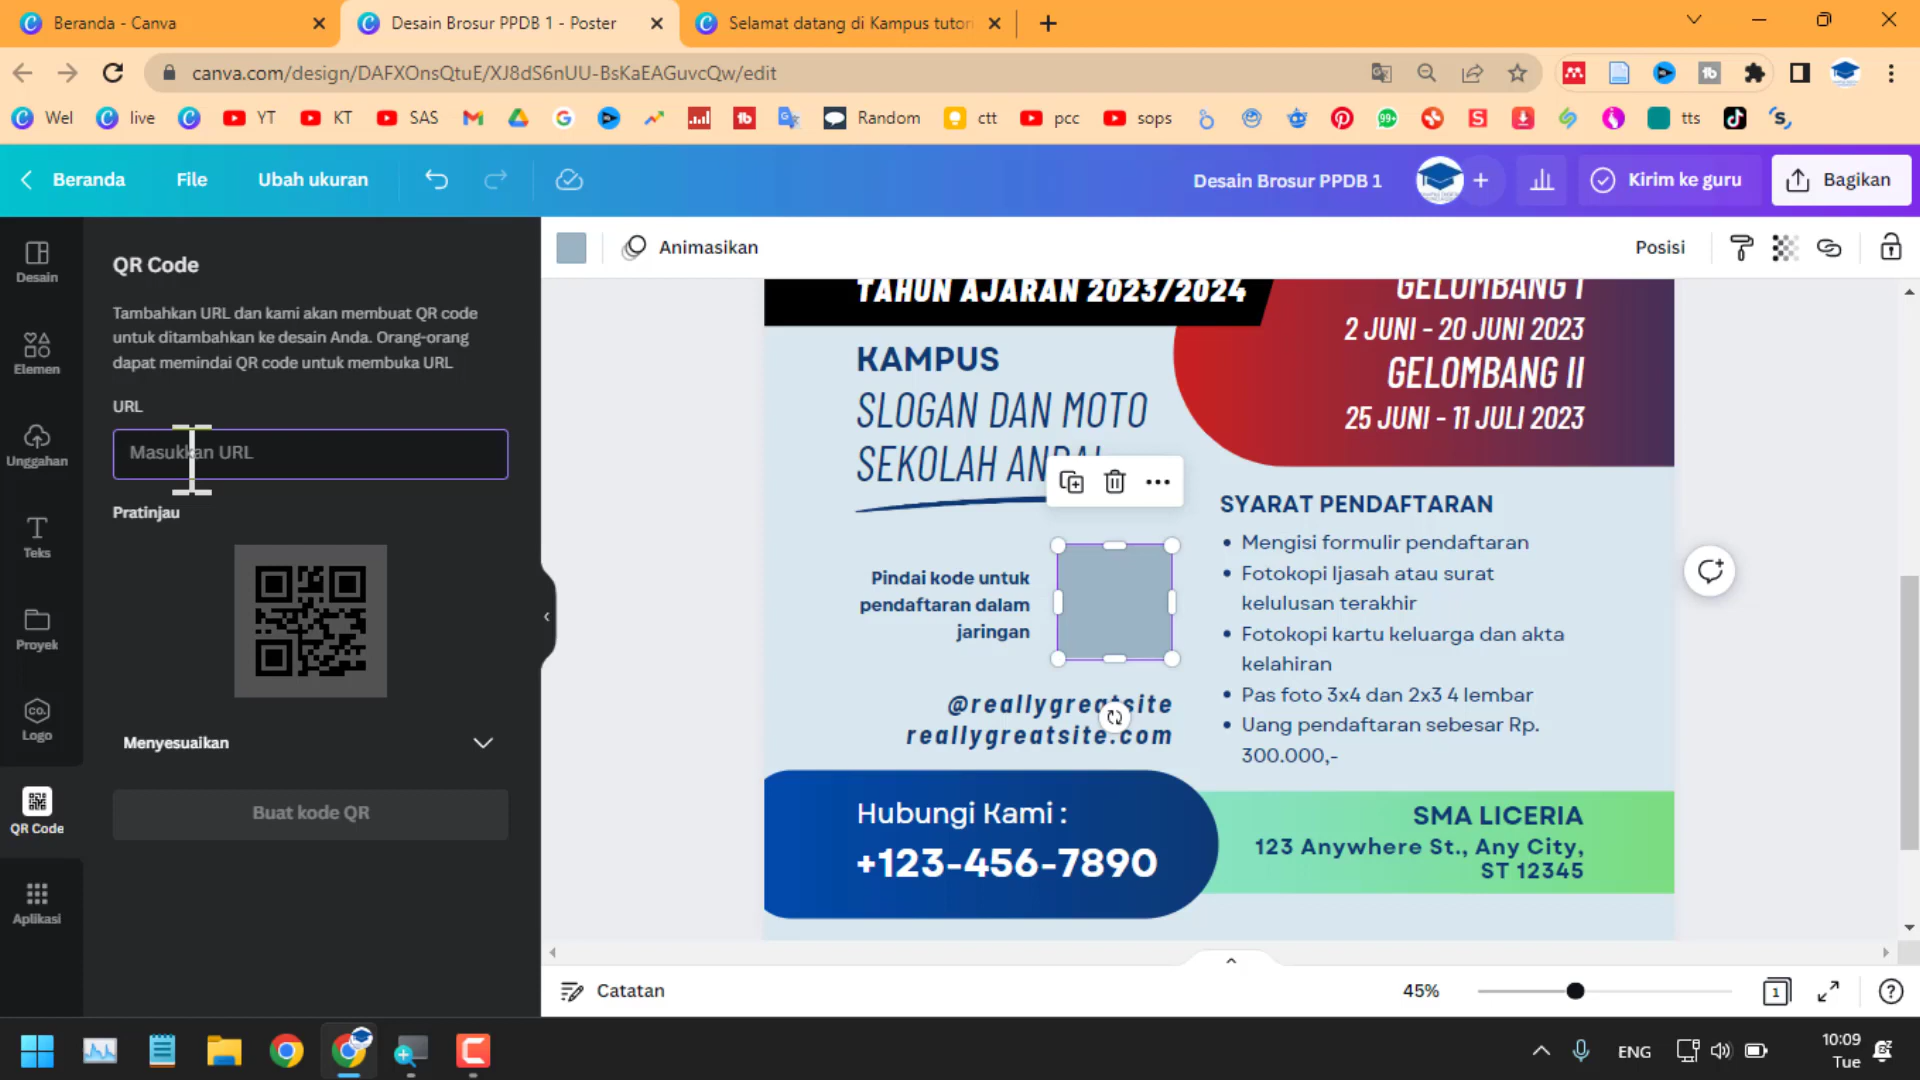 Beranda - Canva
Desain Brosur PPDB 1 - Poster
Selamat datang di Kampus tutori
canva.com/design/DAFXOnsQtuE/XJ8dS6nUU-BsKaEAGuvcQw/edit
Wel
live
YT
KT
SAS
Random
ctt
pcc
sops
99+
tts
Beranda
File
Ubah ukuran
Desain Brosur PPDB 1
Kirim ke guru
Bagikan
Desain
Elemen
Unggahan
Teks
Proyek
CO.
Logo
QR Code
Aplikasi
QR Code
Tambahkan URL dan kami akan membuat QR code
untuk ditambahkan ke desain Anda. Orang-orang
dapat memindai QR code untuk membuka URL
URL
Masukkan URL
Pratinjau
Menyesuaikan
Buat kode QR
Animasikan
Posisi
TAHUN AJARAN 2023/2024
KAMPUS
SLOGAN DAN MOTO
SEKOLAH
Pindai kode untuk
pendaftaran dalam
jaringan
@reallygreatsite
reallygreatsite.com
Hubungi Kami :
+123-456-7890
GELOMBANG I
2 JUNI - 20 JUNI 2023
GELOMBANG II
25 JUNI - 11 JULI 2023
SYARAT PENDAFTARAN
• Mengisi formulir pendaftaran
• Fotokopi Ijasah atau surat
kelulusan terakhir
• Fotokopi kartu keluarga dan akta
kelahiran
• Pas foto 3x4 dan 2x3 4 lembar
• Uang pendaftaran sebesar Rp.
300.000,-
SMA LICERIA
123 Anywhere St., Any City,
ST 12345
Catatan
45%
1
ENG
10:09
Tue